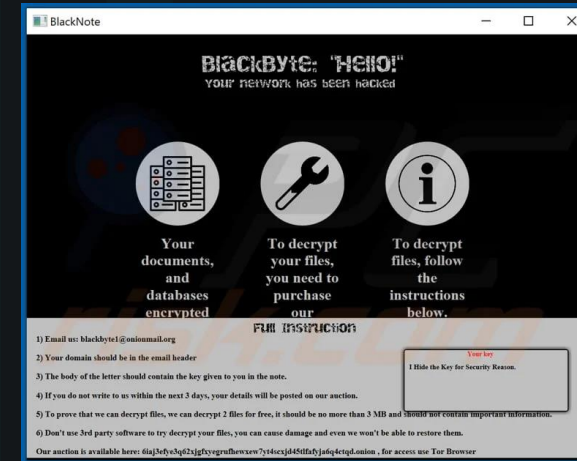 BlackNote
BlackByte: "Hello!"
Your network has been hacked
Your
documents,
and
databases
encrypted
To decrypt
your files,
you need to
purchase
our
To decrypt
files, follow
the
instructions
below.
Full Instruction
1) Email us: blackbyte1@onionmail.org
2) Your domain should be in the email header
3) The body of the letter should contain the key given to you in the note.
4) If you do not write to us within the next 3 days, your details will be posted on our auction.
5) To prove that we can decrypt files, we can decrypt 2 files for free, it should be no more than 3 MB and should not contain important information.
6) Don't use 3rd party software to try decrypt your files, you can cause damage and even we won't be able to restore them.
Our auction is available here: 6iaj3efye3q62xjgfxyegrufhewxew7yt4scxjd45tlfafyja6q4ctqd.onion , for access use Tor Browser
Your key
I Hide the Key for Security Reason.
PC
risk.com